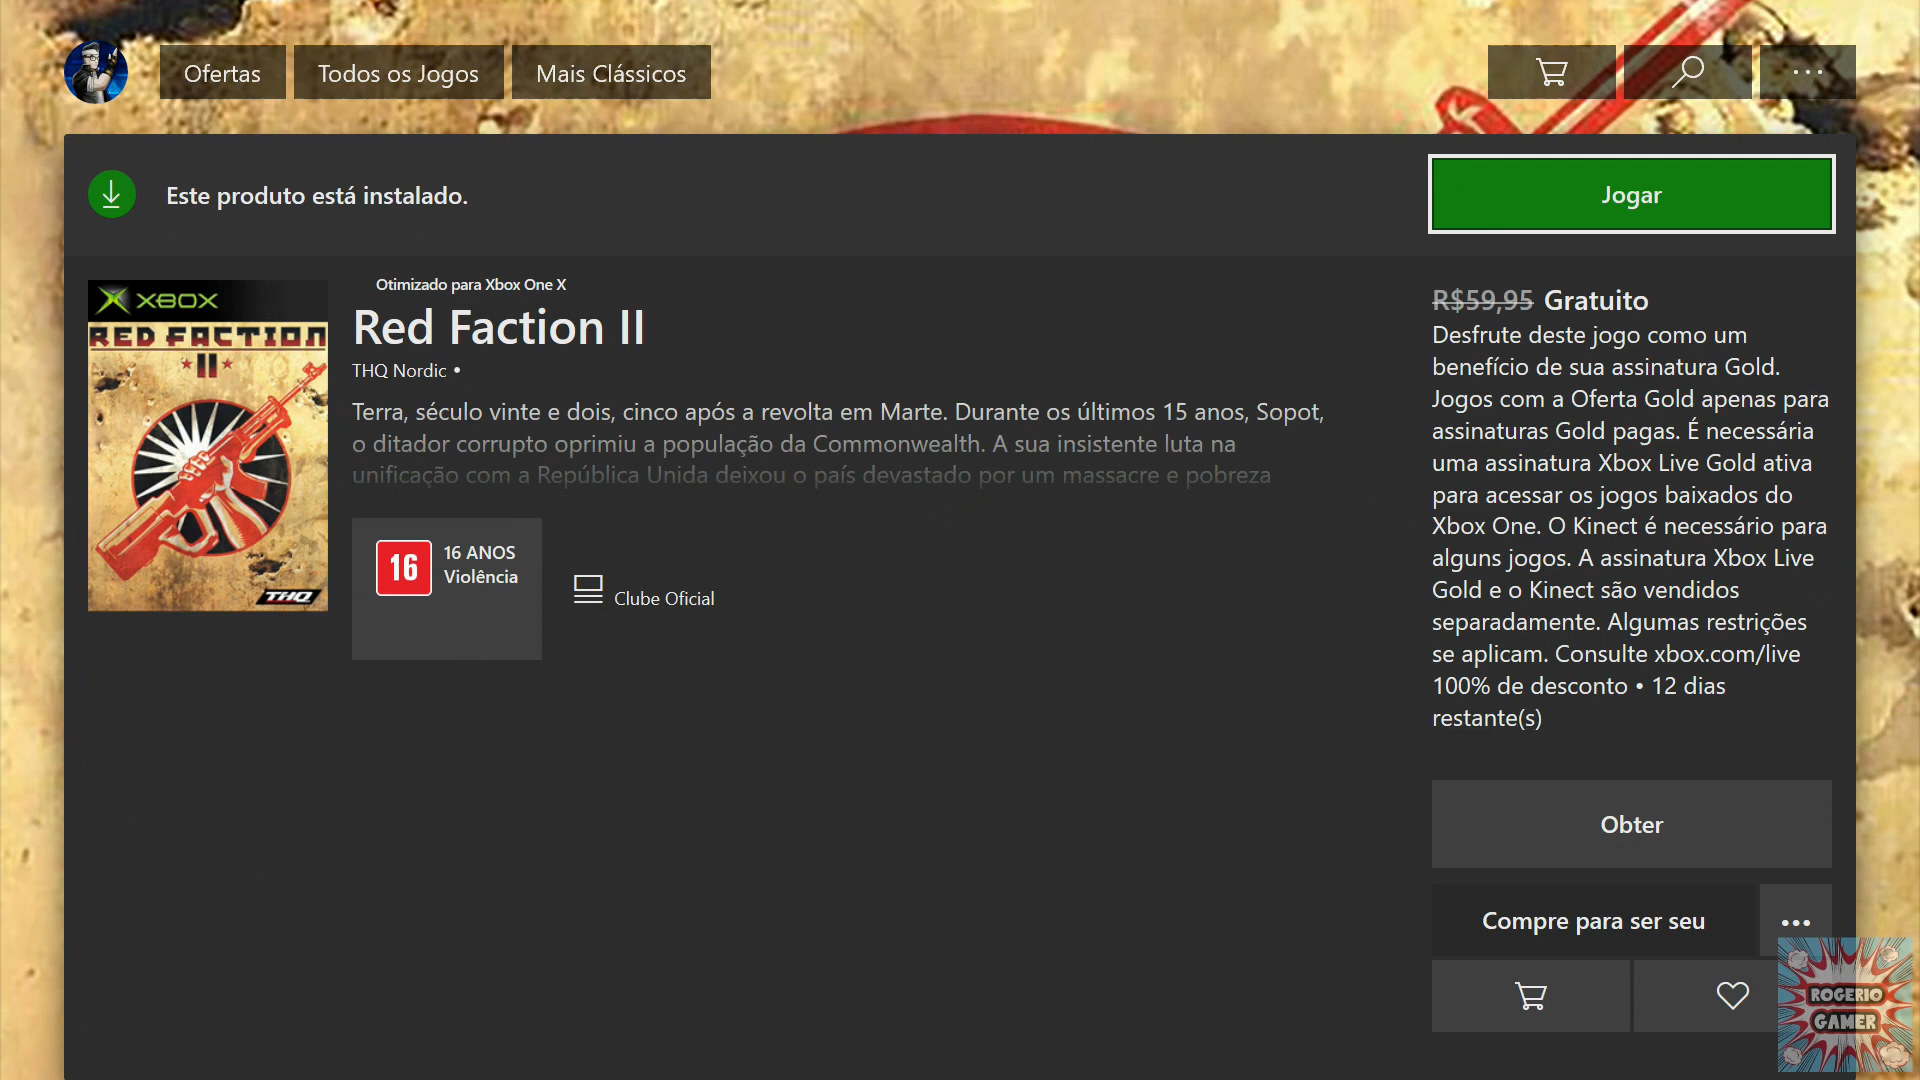 Ofertas
Todos os Jogos
Mais Clássicos
Este produto está instalado.
Jogar
XBOX
RED FACTION
II
THQ
Otimizado para Xbox One X
Red Faction II
THQ Nordic •
Terra, século vinte e dois, cinco após a revolta em Marte. Durante os últimos 15 anos, Sopot,
o ditador corrupto oprimiu a população da Commonwealth. A sua insistente luta na
unificação com a República Unida deixou o país devastado por um massacre e pobreza
16
16 ANOS
Violência
Clube Oficial
R$59,95 Gratuito
Desfrute deste jogo como um
benefício de sua assinatura Gold.
Jogos com a Oferta Gold apenas para
assinaturas Gold pagas. É necessária
uma assinatura Xbox Live Gold ativa
para acessar os jogos baixados do
Xbox One. O Kinect é necessário para
alguns jogos. A assinatura Xbox Live
Gold e o Kinect são vendidos
separadamente. Algumas restrições
se aplicam. Consulte xbox.com/live
100% de desconto • 12 dias
restante(s)
Obter
Compre para ser seu
ROGERIO
GAMER